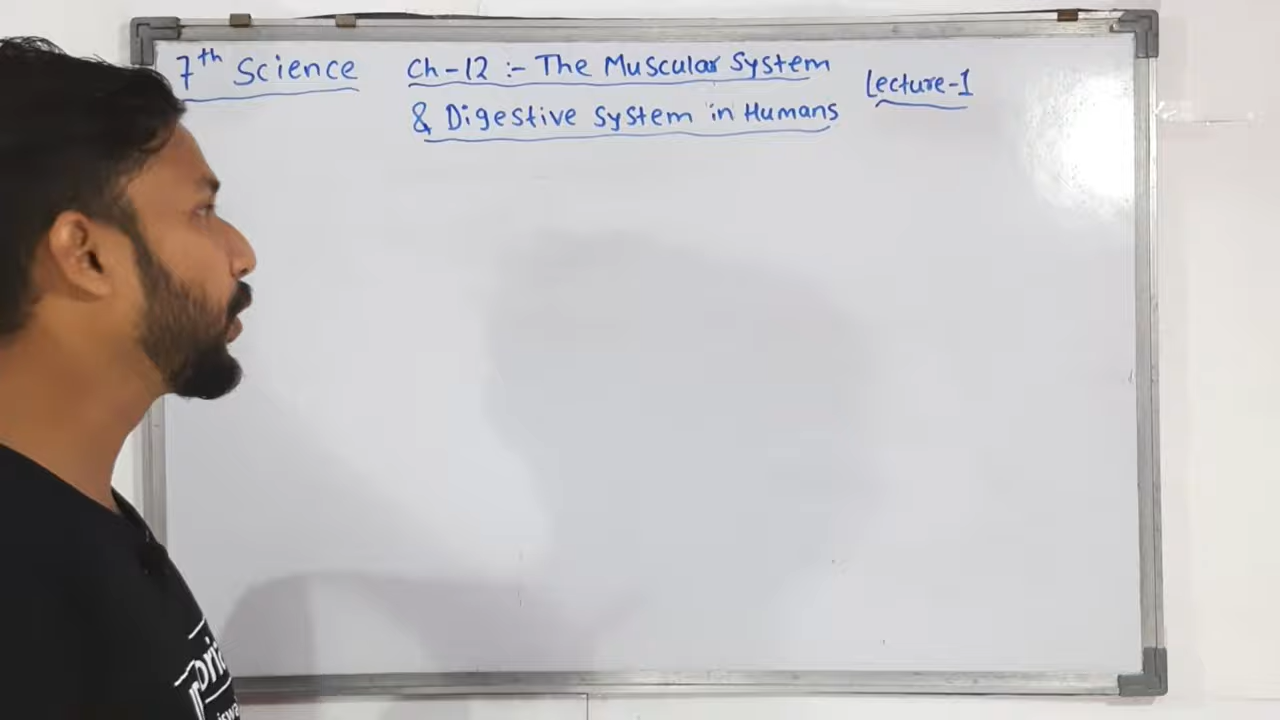 7th Science
Ch-12 :- The Muscular System
& Digestive System in Humans
Lecture-1